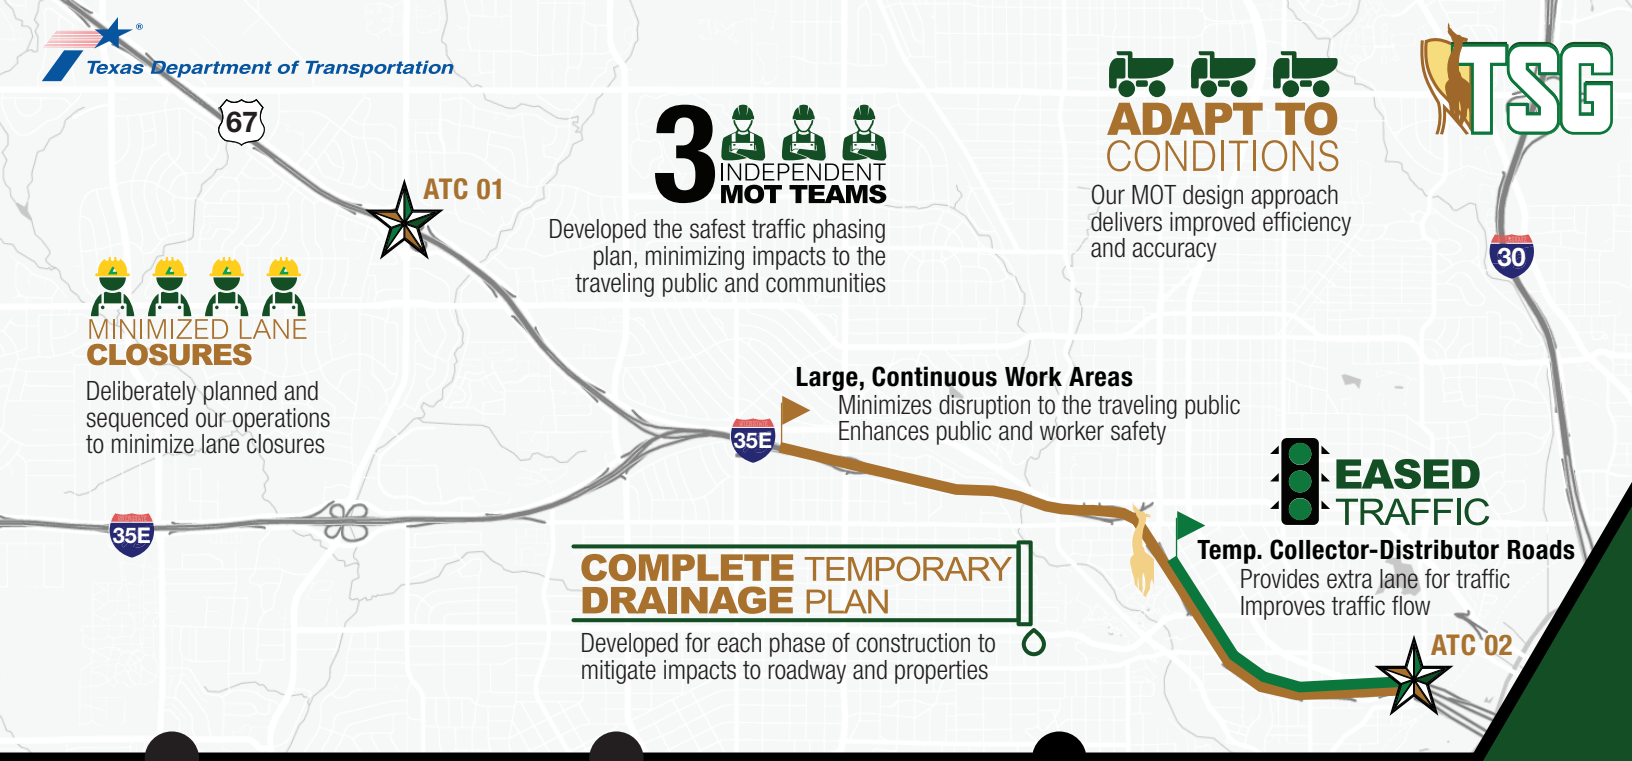 Texas Department of Transportation
®
67
ATC 01
3
INDEPENDENT
MOT TEAMS
Developed the safest traffic phasing
plan, minimizing impacts to the
traveling public and communities
ADAPT TO
CONDITIONS
Our MOT design approach
delivers improved efficiency
and accuracy
TSG
30
MINIMIZED LANE
CLOSURES
Deliberately planned and
sequenced our operations
to minimize lane closures
Large, Continuous Work Areas
Minimizes disruption to the traveling public
Enhances public and worker safety
35E
35E
EASED
TRAFFIC
Temp. Collector-Distributor Roads
Provides extra lane for traffic
Improves traffic flow
COMPLETE TEMPORARY
DRAINAGE PLAN
Developed for each phase of construction to
mitigate impacts to roadway and properties
ATC 02